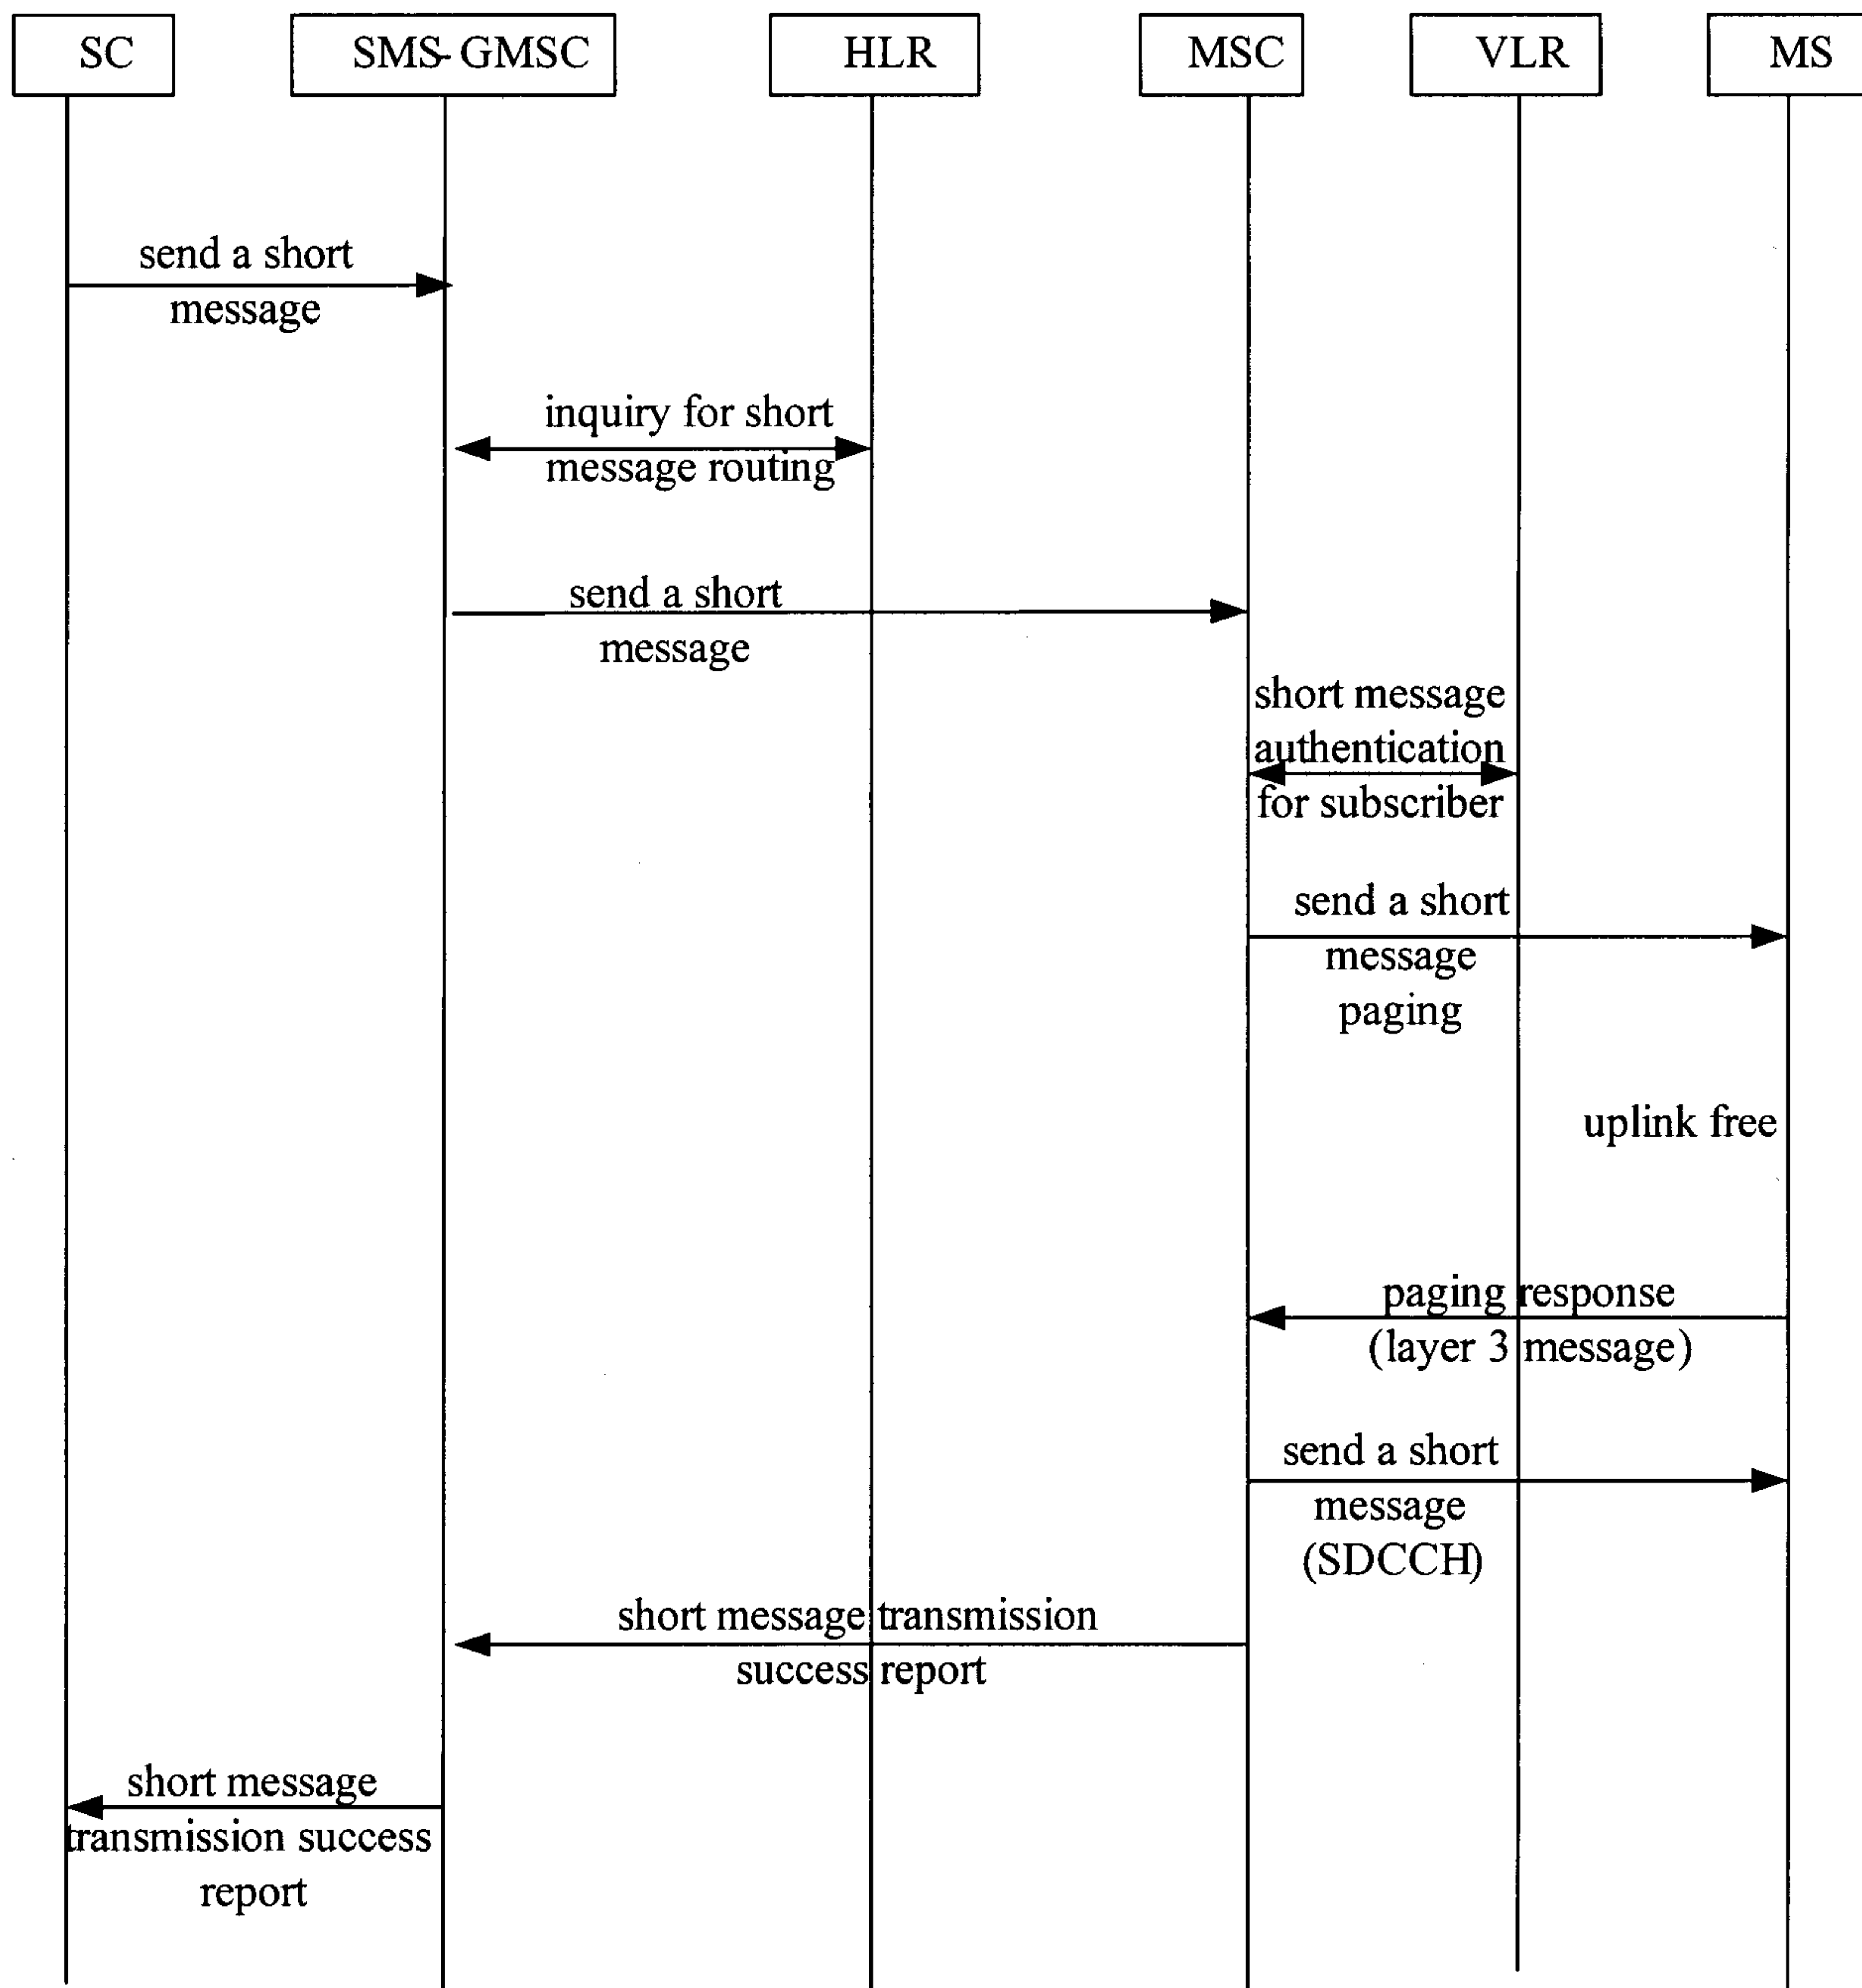 SC
SMS-GMSC
HLR
MSC
VLR
MS
send a short
message
inquiry for short
message routing
send a short
message
short message
authentication
for subscriber
send a short
message
paging
uplink free
paging response
(layer 3 message)
send a short
message
(SDCCH)
short message transmission
success report
short message
transmission success
report